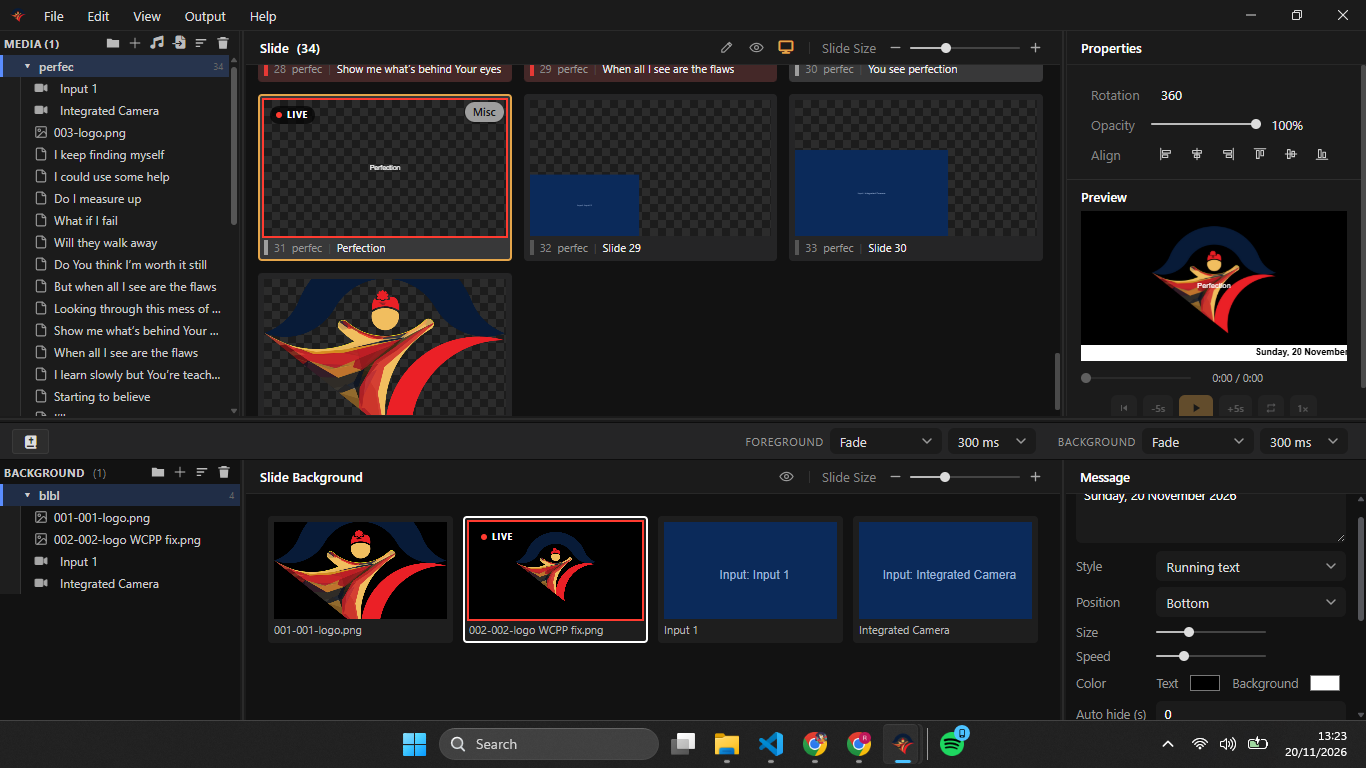 File Edit View Output Help
MEDIA (1)
perfec 34
Input 1
Integrated Camera
003-logo.png
I keep finding myself
I could use some help
Do I measure up
What if I fail
Will they walk away
Do You think I'm worth it still
But when all I see are the flaws
Looking through this mess of ...
Show me what's behind Your ...
When all I see are the flaws
I learn slowly but You're teach...
Starting to believe
Slide (34)
Slide Size
28 perfec | Show me what's behind Your eyes
29 perfec | When all I see are the flaws
30 perfec | You see perfection
LIVE
Misc
Perfection
31 perfec | Perfection
32 perfec | Slide 29
33 perfec | Slide 30
Properties
Rotation 360
Opacity 100%
Align
Preview
Perfection
Sunday, 20 November
0:00 / 0:00
-5s +5s 1x
FOREGROUND Fade 300 ms BACKGROUND Fade 300 ms
BACKGROUND (1)
blbl 4
001-001-logo.png
002-002-logo WCPP fix.png
Input 1
Integrated Camera
Slide Background
Slide Size
LIVE
Input: Input 1
Input: Integrated Camera
001-001-logo.png
002-002-logo WCPP fix.png
Input 1
Integrated Camera
Message
Sunday, 20 November 2026
Style Running text
Position Bottom
Size
Speed
Color Text Background
Auto hide (s) 0
Search
13:23
20/11/2026